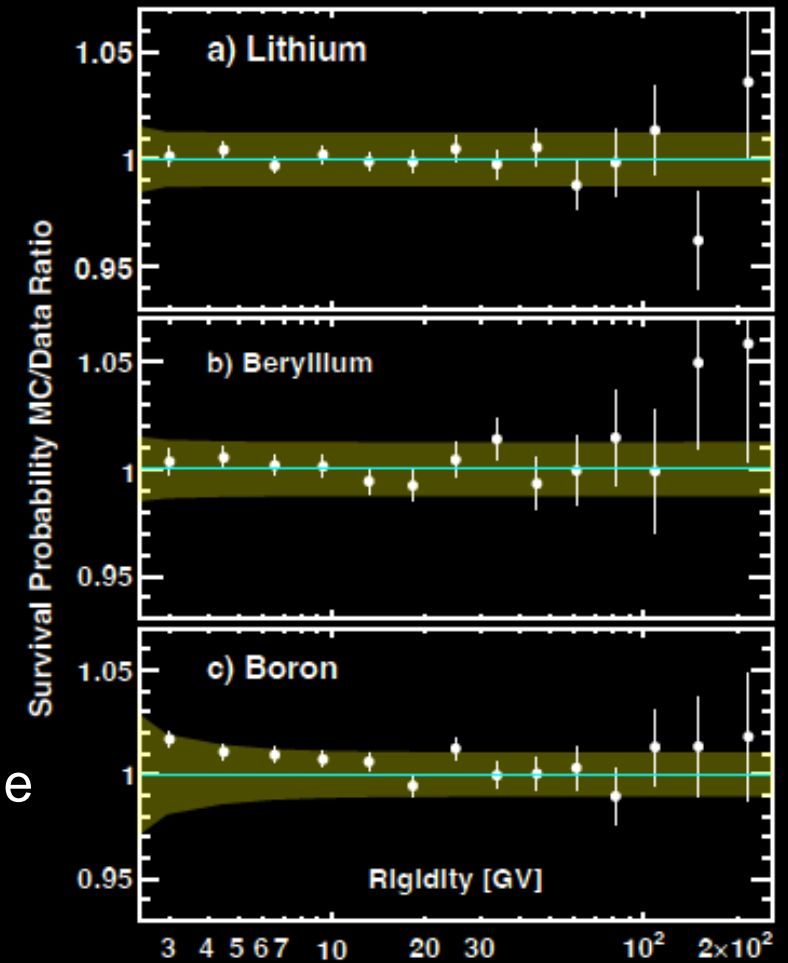 Survival Probability MC/Data Ratio
a) Lithium
1.05
1
0.95
b) Beryllium
1.05
1
0.95
c) Boron
1.05
e
1
0.95
Rigidity [GV]
3 4 5 6 7 10 20 30 10² 2×10²